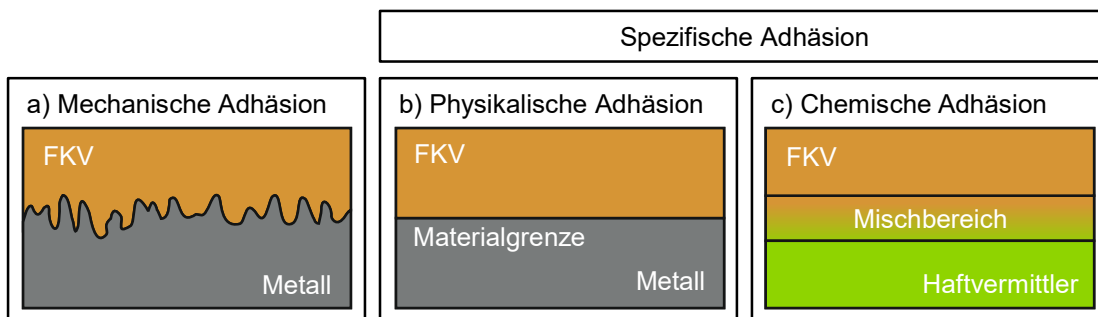 Spezifische Adhäsion
a) Mechanische Adhäsion
FKV
Metall
b) Physikalische Adhäsion
FKV
Materialgrenze
Metall
c) Chemische Adhäsion
FKV
Mischbereich
Haftvermittler